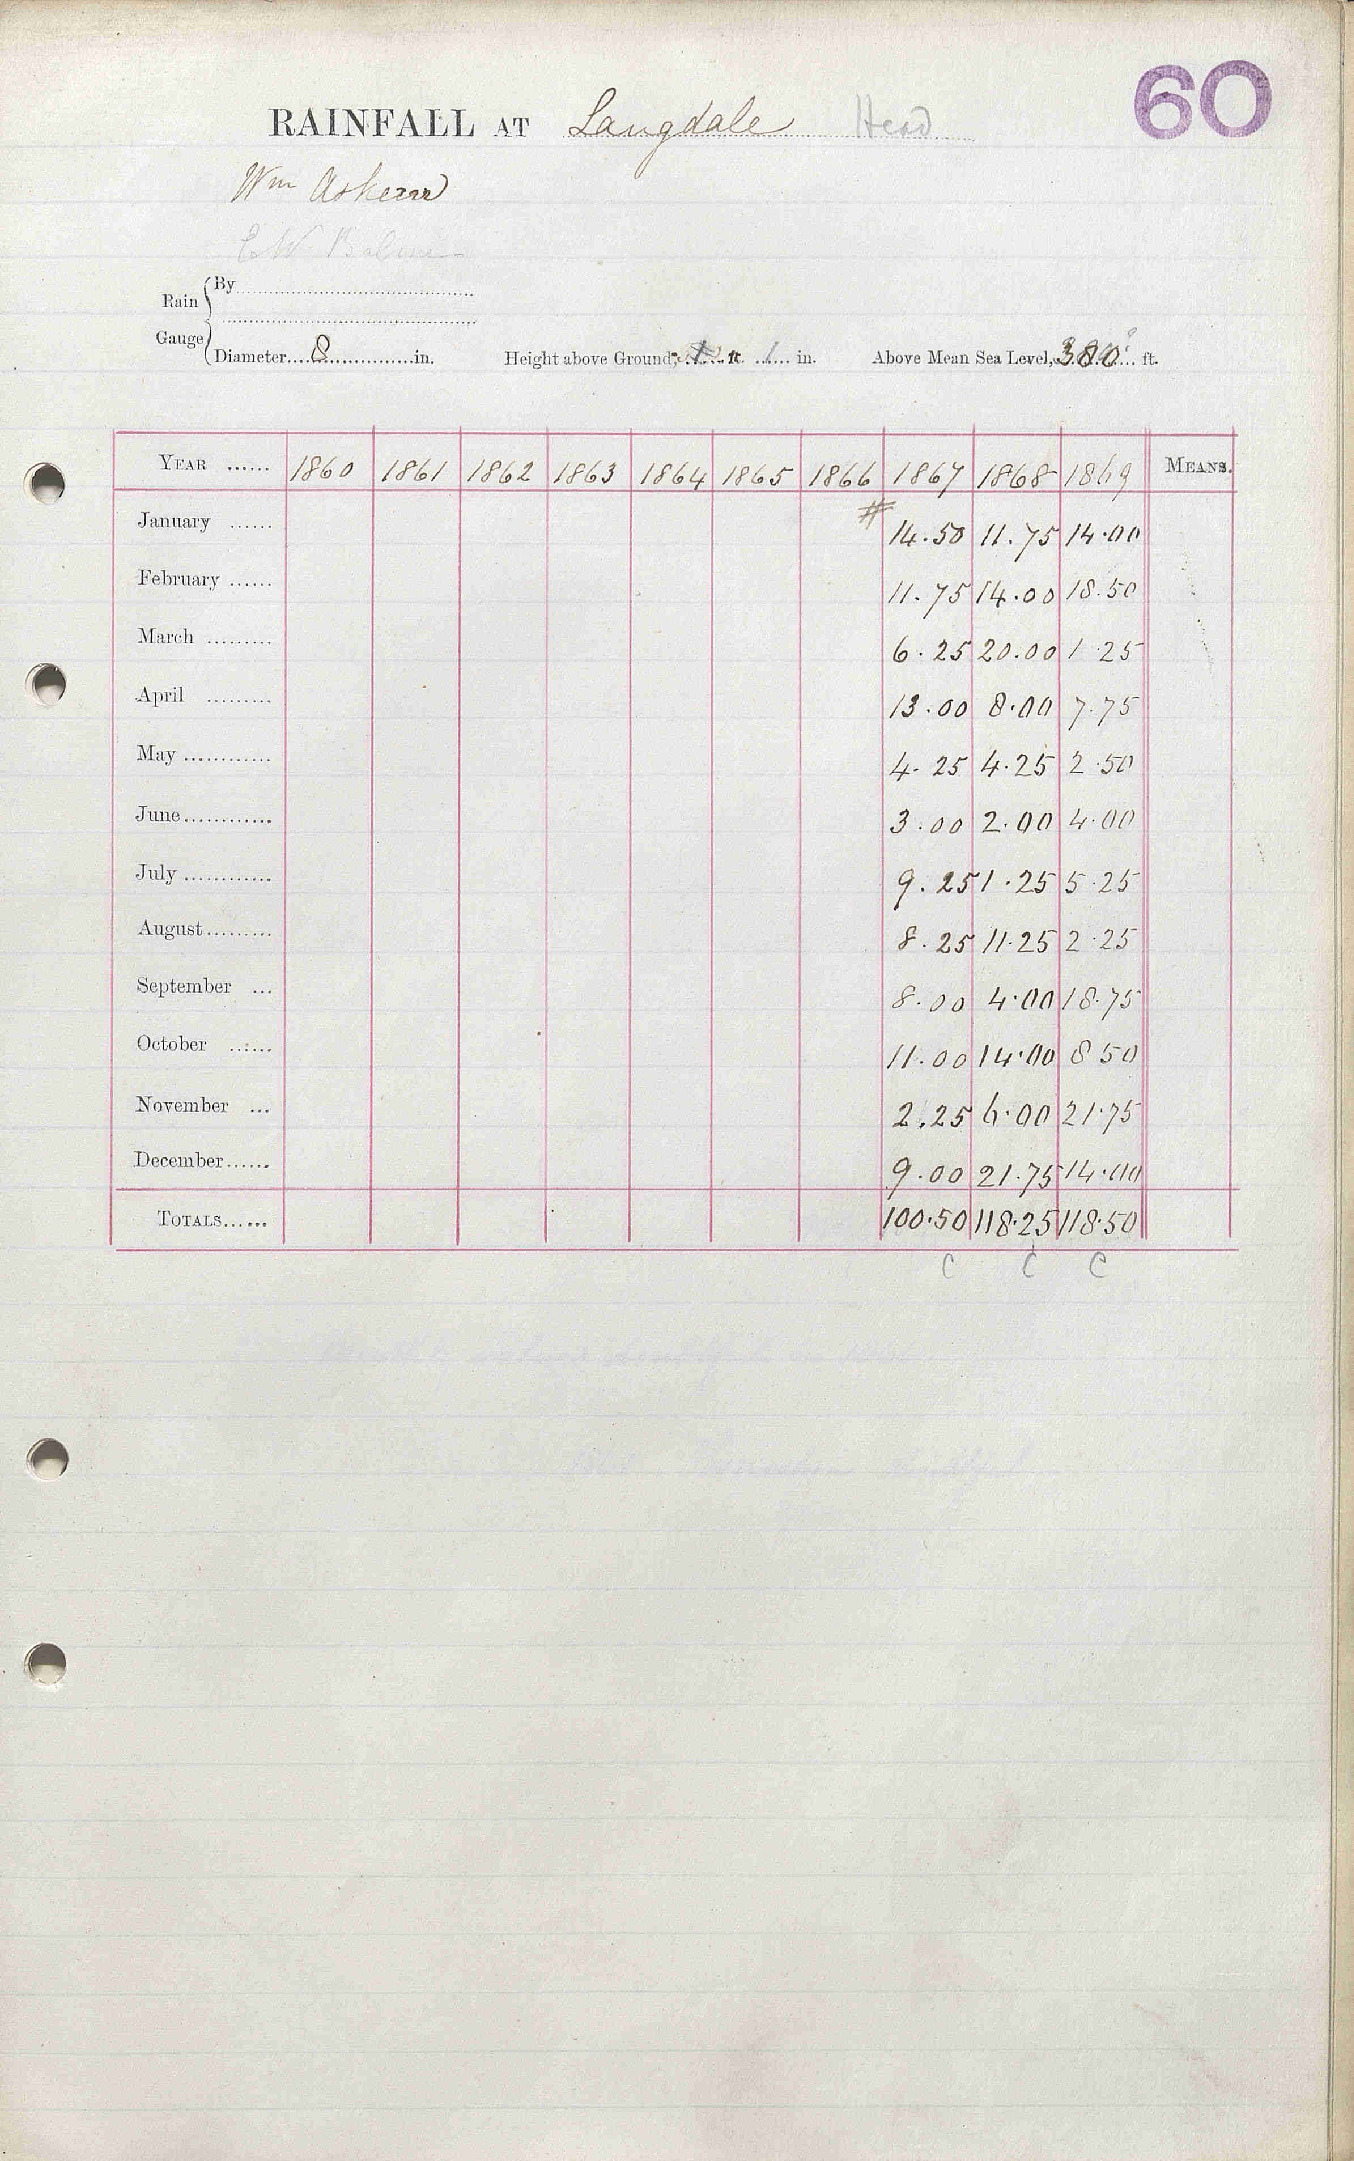 60
RAINFALL AT Langdale Head
Wm
E W
Rain Gauge
By
Diameter 8 in. Height above Ground, ft. 1 in. Above Mean Sea Level, ft.
YEAR 1860 1861 1862 1863 1864 1865 1866 1867 1868 1869 MEANS.
January # 14.50 11.75 14.00
February 11.75 14.00 18.50
March 6.25 20.00 1.25
April 13.00 8.00 7.75
May 4.25 4.25 2.50
June 3.00 2.00 4.00
July 9.25 1.25 5.25
August 8.25 11.25 2.25
September 8.00 4.00 18.75
October 11.00 14.00 8.50
November 2.25 6.00 21.75
December 9.00 21.75 14.00
TOTALS 100.50 118.25 118.50
C C C